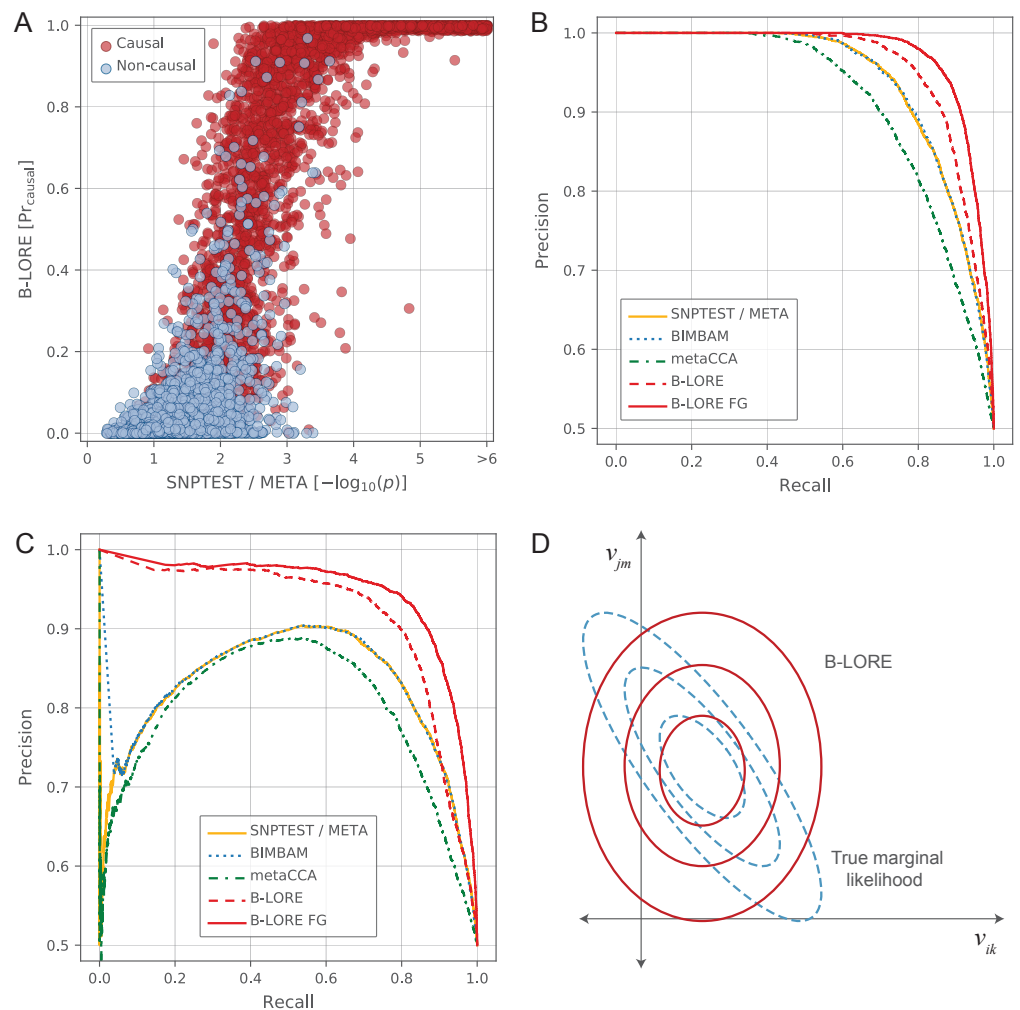 A
Causal
Non-causal
B-LORE [Pr_causal]
1.0
0.8
0.6
0.4
0.2
0.0
0 1 2 3 4 5 >6
SNPTEST / META [−log₁₀(p)]
B
Precision
1.0
0.9
0.8
0.7
0.6
0.5
SNPTEST / META
BIMBAM
metaCCA
B-LORE
B-LORE FG
0.0 0.2 0.4 0.6 0.8 1.0
Recall
C
Precision
1.0
0.9
0.8
0.7
0.6
0.5
SNPTEST / META
BIMBAM
metaCCA
B-LORE
B-LORE FG
0.0 0.2 0.4 0.6 0.8 1.0
Recall
D
v_jm
B-LORE
True marginal
likelihood
v_ik